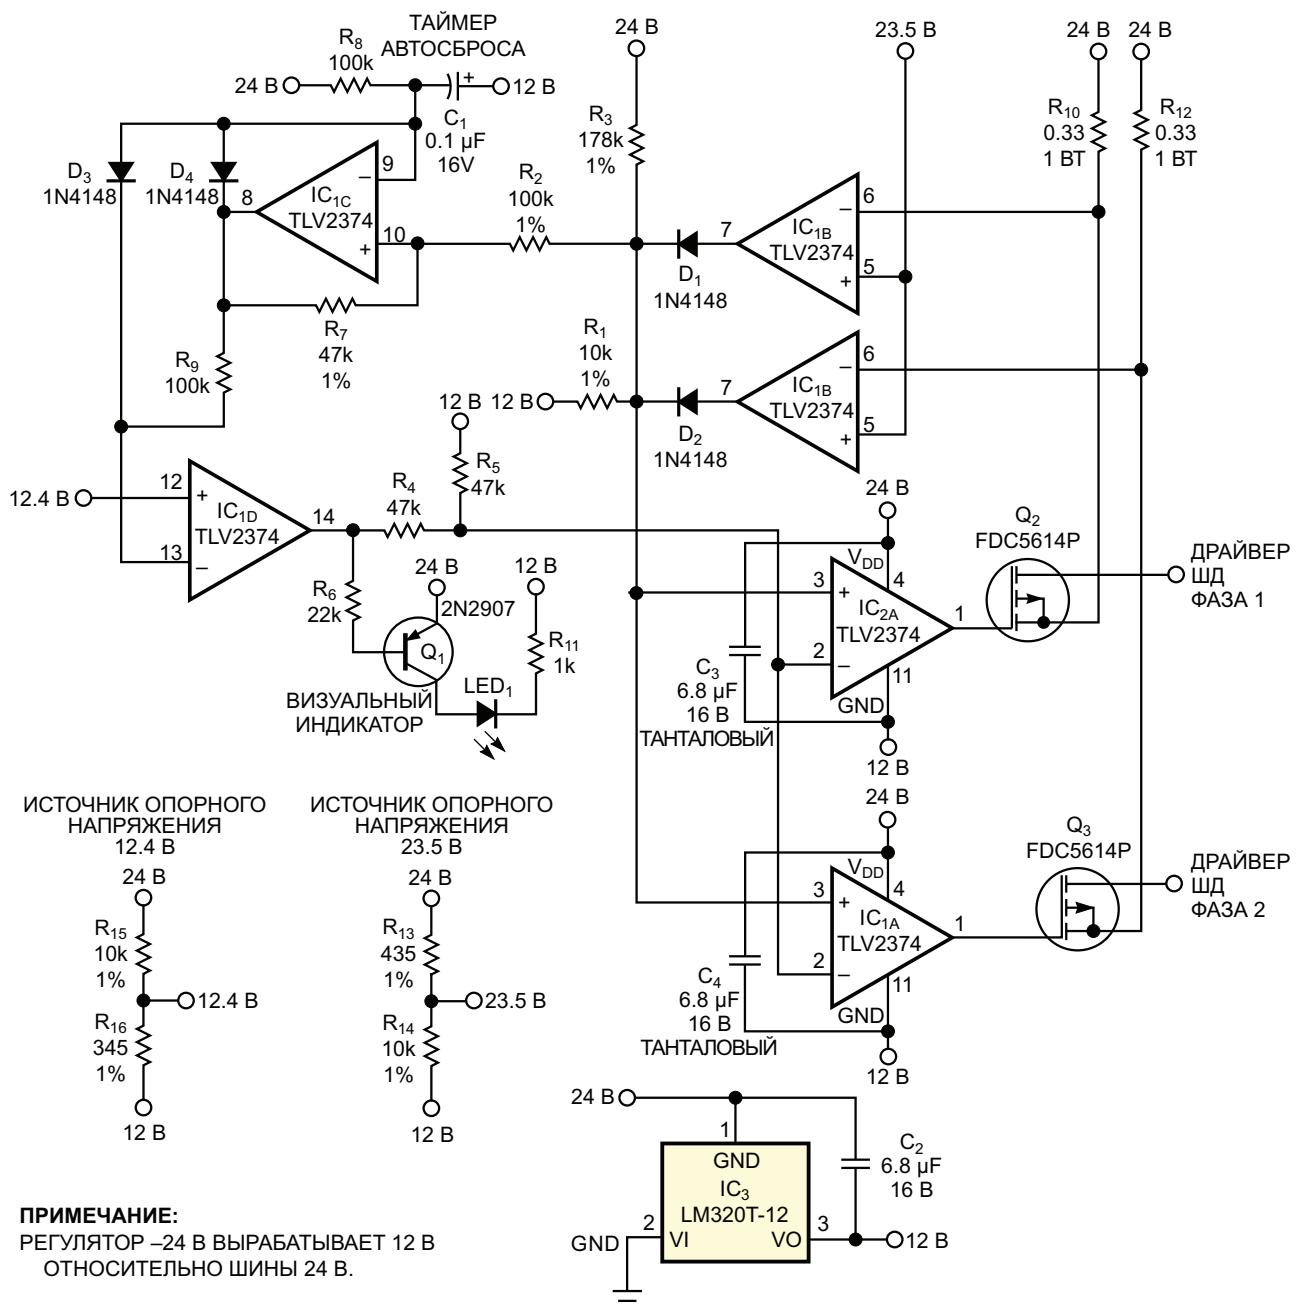 ТАЙМЕР
АВТОСБРОСА
R8
100k
24 В
12 В
C1
0.1 µF
16V
+
D3
1N4148
D4
1N4148
8
9
–
IC1C
TLV2374
10
+
R2
100k
1%
R7
47k
1%
R9
100k
24 В
R3
178k
1%
23.5 В
24 В
24 В
R10
0.33
1 ВТ
R12
0.33
1 ВТ
7
6
–
IC1B
TLV2374
5
+
D1
1N4148
R1
10k
1%
12 В
7
6
–
IC1B
TLV2374
5
+
D2
1N4148
12 В
R5
47k
12.4 В
12
+
IC1D
TLV2374
13
–
14
R4
47k
R6
22k
24 В
2N2907
Q1
12 В
R11
1k
LED1
ВИЗУАЛЬНЫЙ
ИНДИКАТОР
24 В
VDD
4
3
+
IC2A
TLV2374
2
–
1
11
GND
12 В
C3
6.8 µF
16 В
ТАНТАЛОВЫЙ
Q2
FDC5614P
ДРАЙВЕР
ШД
ФАЗА 1
24 В
VDD
4
3
+
IC1A
TLV2374
2
–
1
11
GND
12 В
C4
6.8 µF
16 В
ТАНТАЛОВЫЙ
Q3
FDC5614P
ДРАЙВЕР
ШД
ФАЗА 2
ИСТОЧНИК ОПОРНОГО
НАПРЯЖЕНИЯ
12.4 В
24 В
R15
10k
1%
12.4 В
R16
345
1%
12 В
ИСТОЧНИК ОПОРНОГО
НАПРЯЖЕНИЯ
23.5 В
24 В
R13
435
1%
23.5 В
R14
10k
1%
12 В
24 В
1
GND
IC3
LM320T-12
2
VI
VO
3
GND
C2
6.8 µF
16 В
12 В
ПРИМЕЧАНИЕ:
РЕГУЛЯТОР –24 В ВЫРАБАТЫВАЕТ 12 В
ОТНОСИТЕЛЬНО ШИНЫ 24 В.